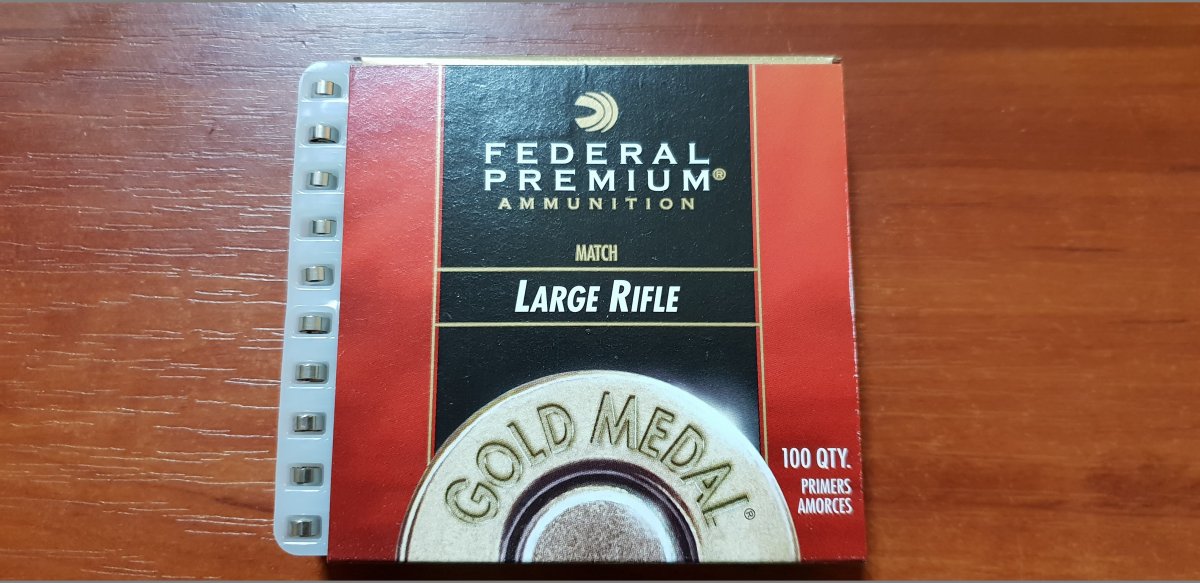 FEDERAL
PREMIUM®
AMMUNITION
MATCH
LARGE RIFLE
GOLD MEDAL®
100 QTY.
PRIMERS
AMORCES